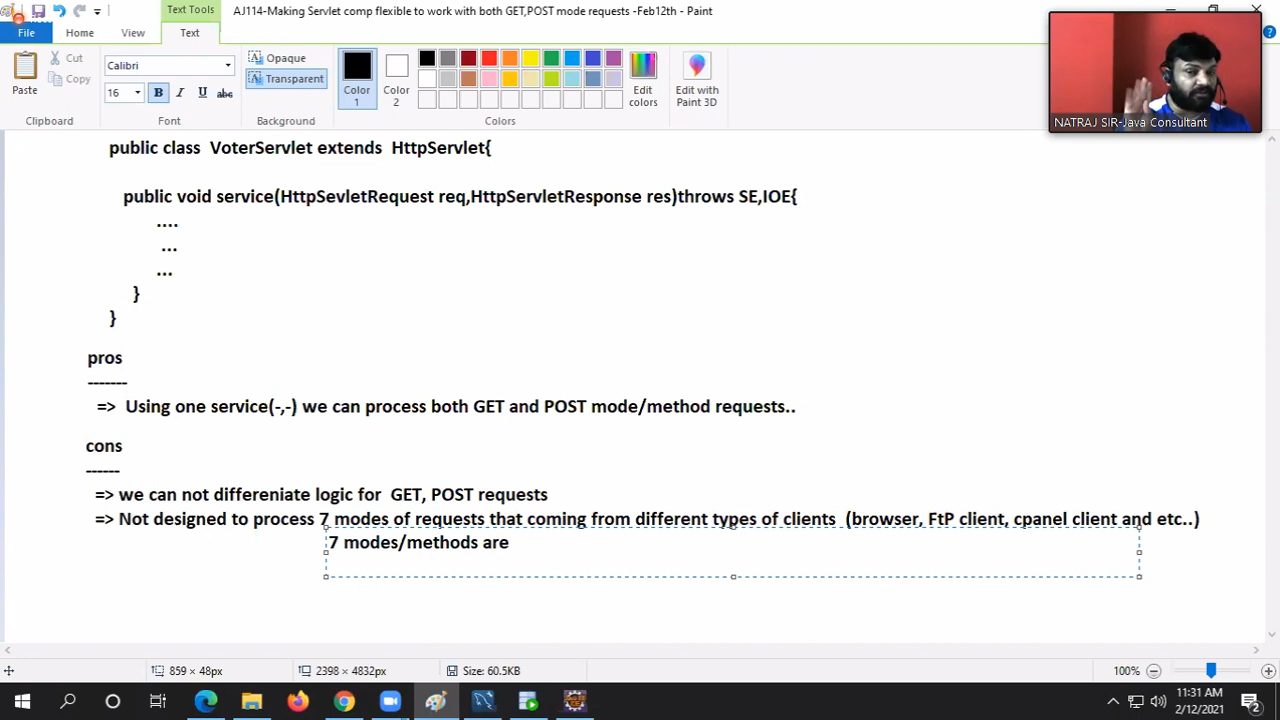 Text Tools
AJ114-Making Servlet comp flexible to work with both GET,POST mode requests -Feb12th - Paint
File
Home
View
Text
Paste
Cut
Copy
Clipboard
Calibri
16
B I U abc
Font
Opaque
Transparent
Background
Color 1
Color 2
Edit colors
Colors
Edit with Paint 3D
NATRAJ SIR-Java Consultant
public class VoterServlet extends HttpServlet{
public void service(HttpSevletRequest req,HttpServletResponse res)throws SE,IOE{
....
...
...
}
}
pros
-------
=> Using one service(-,-) we can process both GET and POST mode/method requests..
cons
------
=> we can not differeniate logic for GET, POST requests
=> Not designed to process 7 modes of requests that coming from different types of clients (browser, FtP client, cpanel client and etc..)
7 modes/methods are
859 × 48px
2398 × 4832px
Size: 60.5KB
100%
11:31 AM
2/12/2021
2